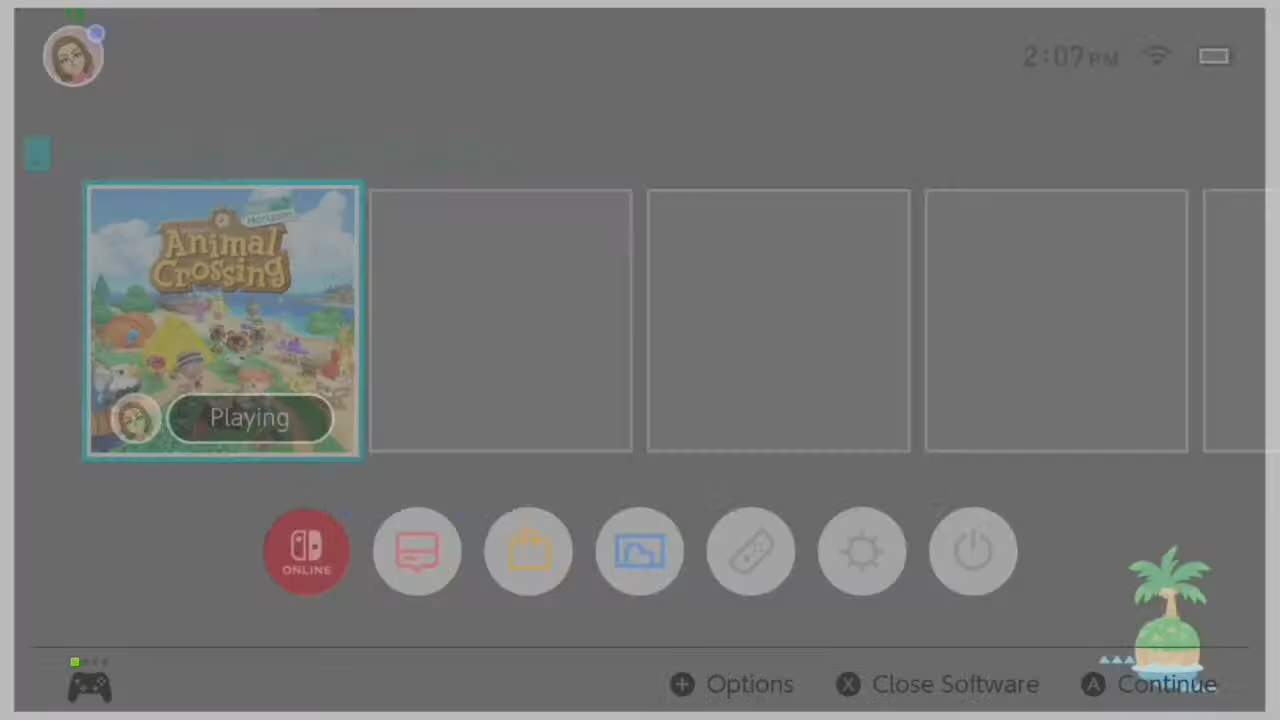 2:07 PM
Horizons
Animal
Crossing
Playing
ONLINE
Options
Close Software
Continue